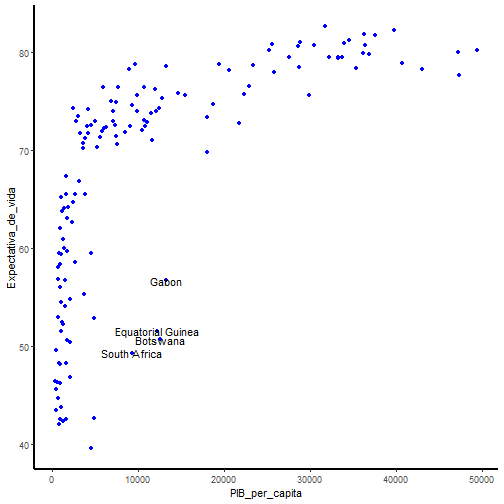 80
70
60
50
40
Expectativa_de_vida
Gabon
Equatorial Guinea
Botswana
South Africa
0
10000
20000
30000
40000
50000
PIB_per_capita